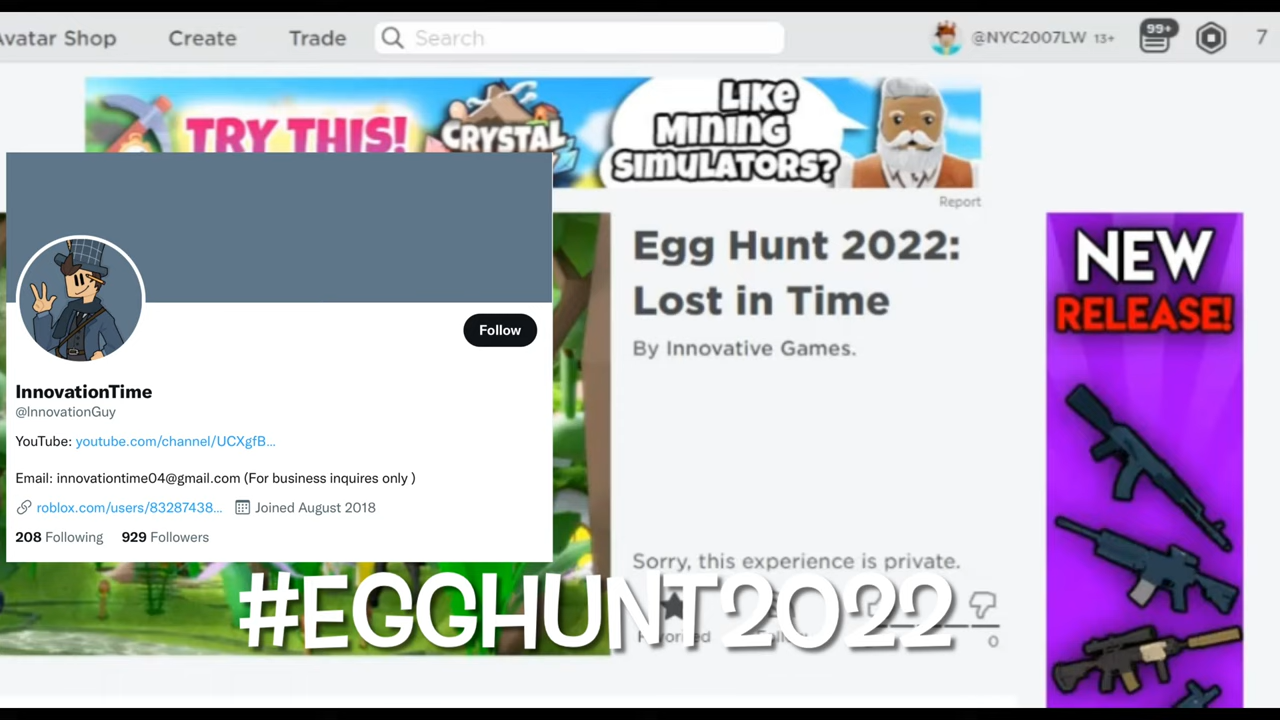 Avatar Shop Create Trade Search @NYC2007LW 13+ 99+ 7
TRY THIS! CRYSTAL LIKE MINING SIMULATORS?
Report
Egg Hunt 2022:
Lost in Time
By Innovative Games.
NEW
RELEASE!
Follow
InnovationTime
@InnovationGuy
YouTube: youtube.com/channel/UCXgfB...
Email: innovationtime04@gmail.com (For business inquires only )
roblox.com/users/83287438... Joined August 2018
208 Following 929 Followers
Sorry, this experience is private.
#EGGHUNT2022
0